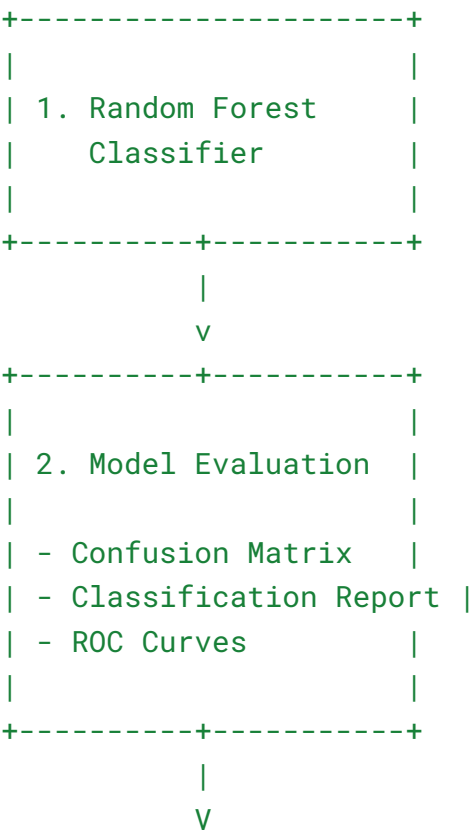 +----------------------+
|                      |
| 1. Random Forest     |
|    Classifier        |
|                      |
+----------+-----------+
           |
           v
+----------+-----------+
|                      |
| 2. Model Evaluation  |
|                      |
| - Confusion Matrix   |
| - Classification Report |
| - ROC Curves         |
|                      |
+----------+-----------+
           |
           V